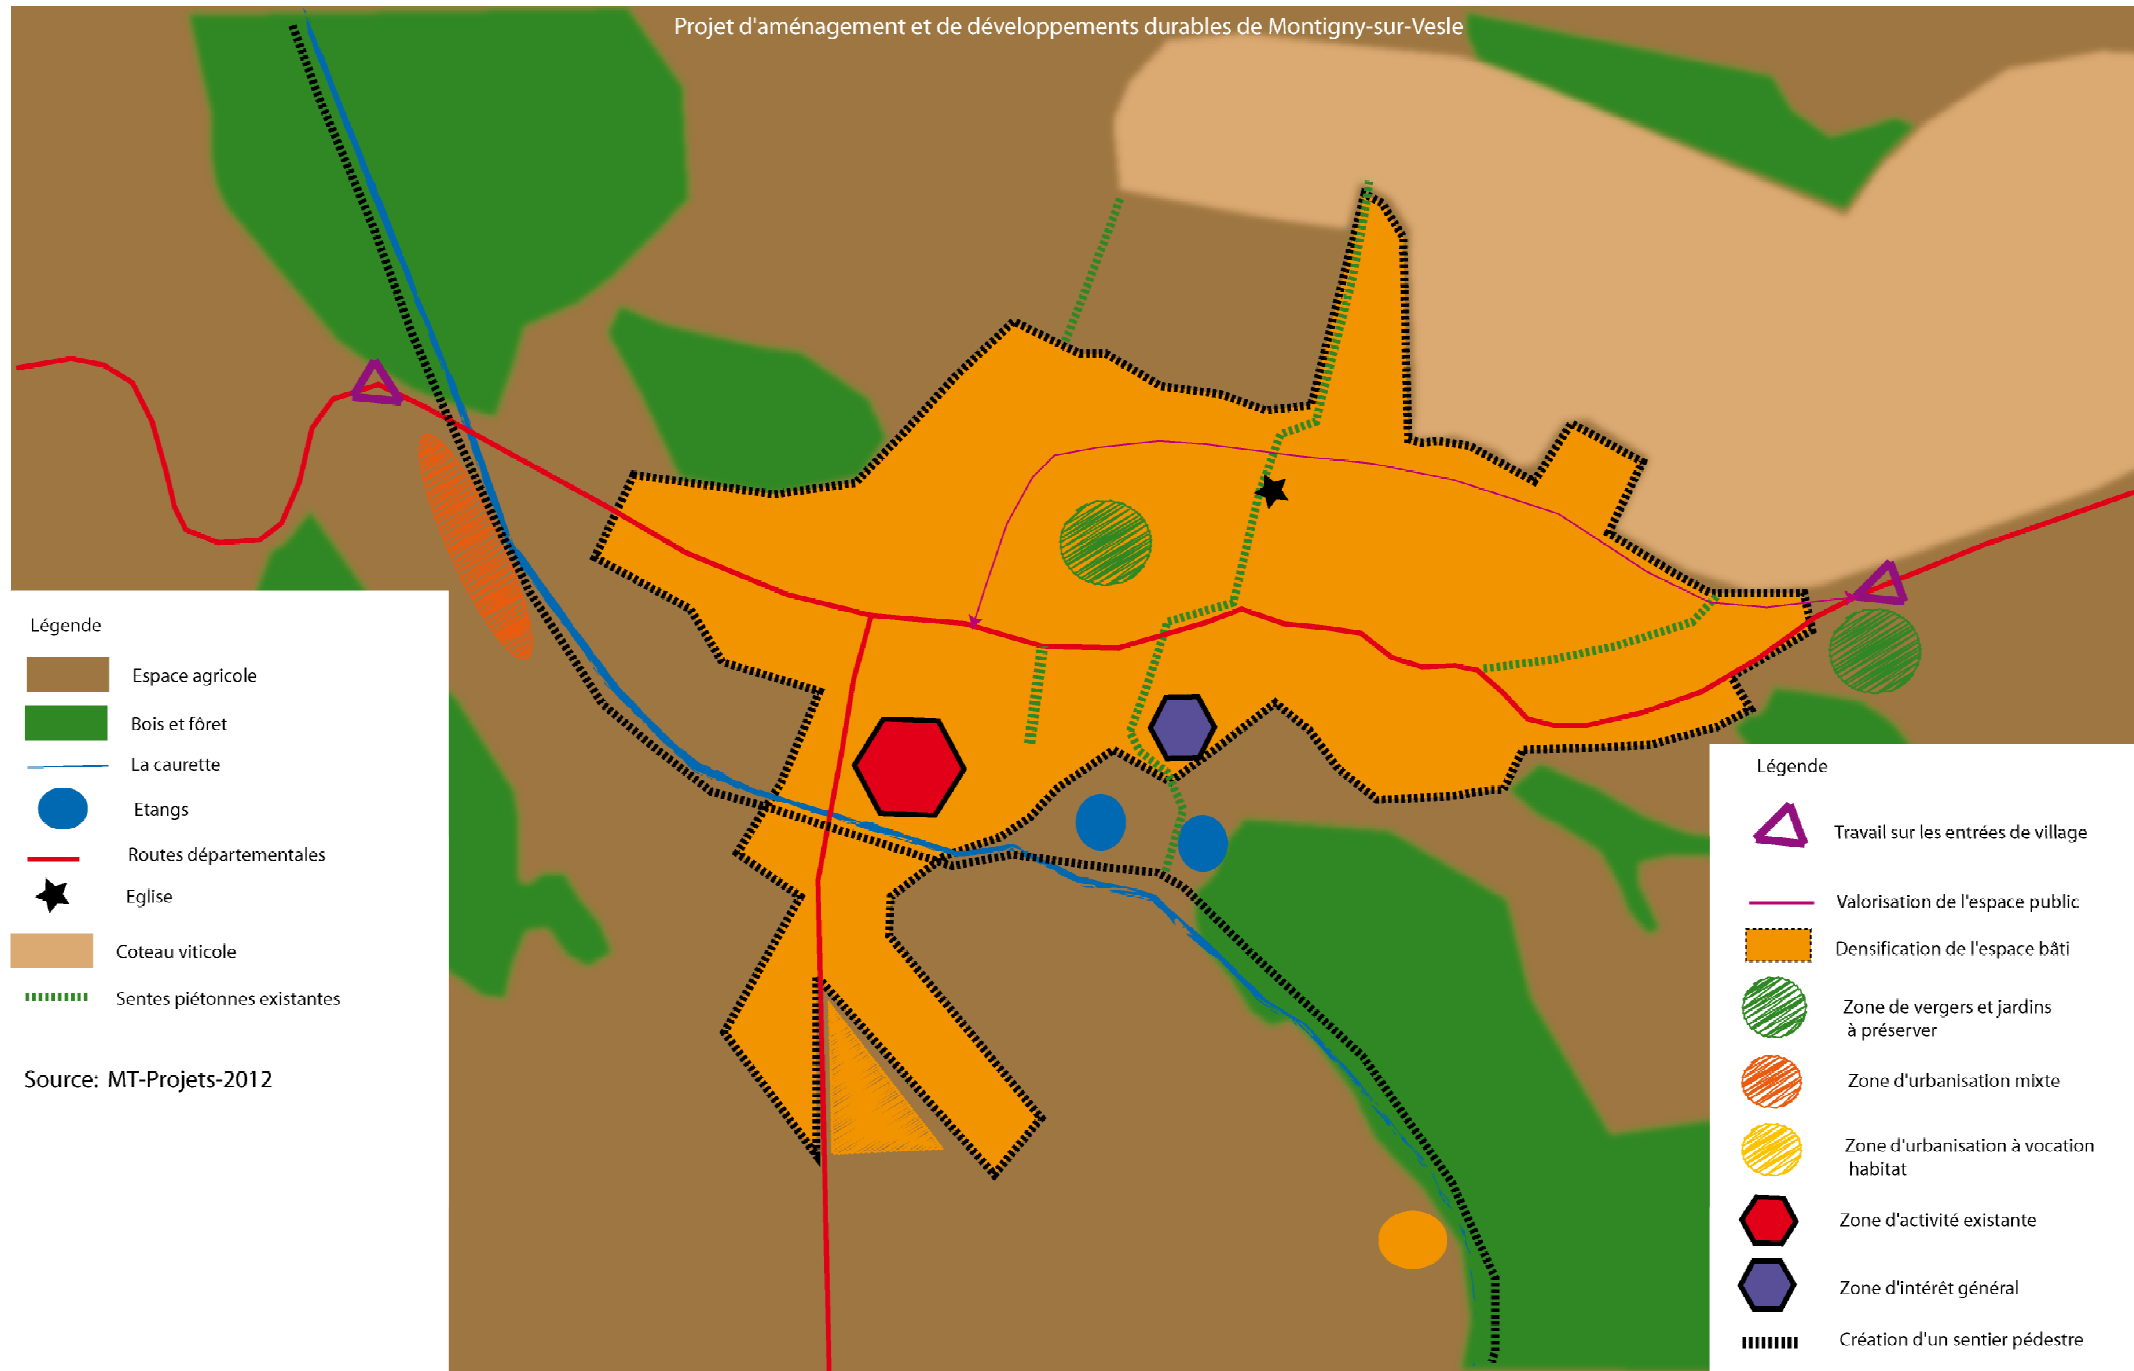 Projet d'aménagement et de développements durables de Montigny-sur-Vesle
Légende
Espace agricole
Bois et fôret
La caurette
Etangs
Routes départementales
Eglise
Coteau viticole
Sentes piétonnes existantes
Source: MT-Projets-2012
Légende
Travail sur les entrées de village
Valorisation de l'espace public
Densification de l'espace bâti
Zone de vergers et jardins
à préserver
Zone d'urbanisation mixte
Zone d'urbanisation à vocation
habitat
Zone d'activité existante
Zone d'intérêt général
Création d'un sentier pédestre